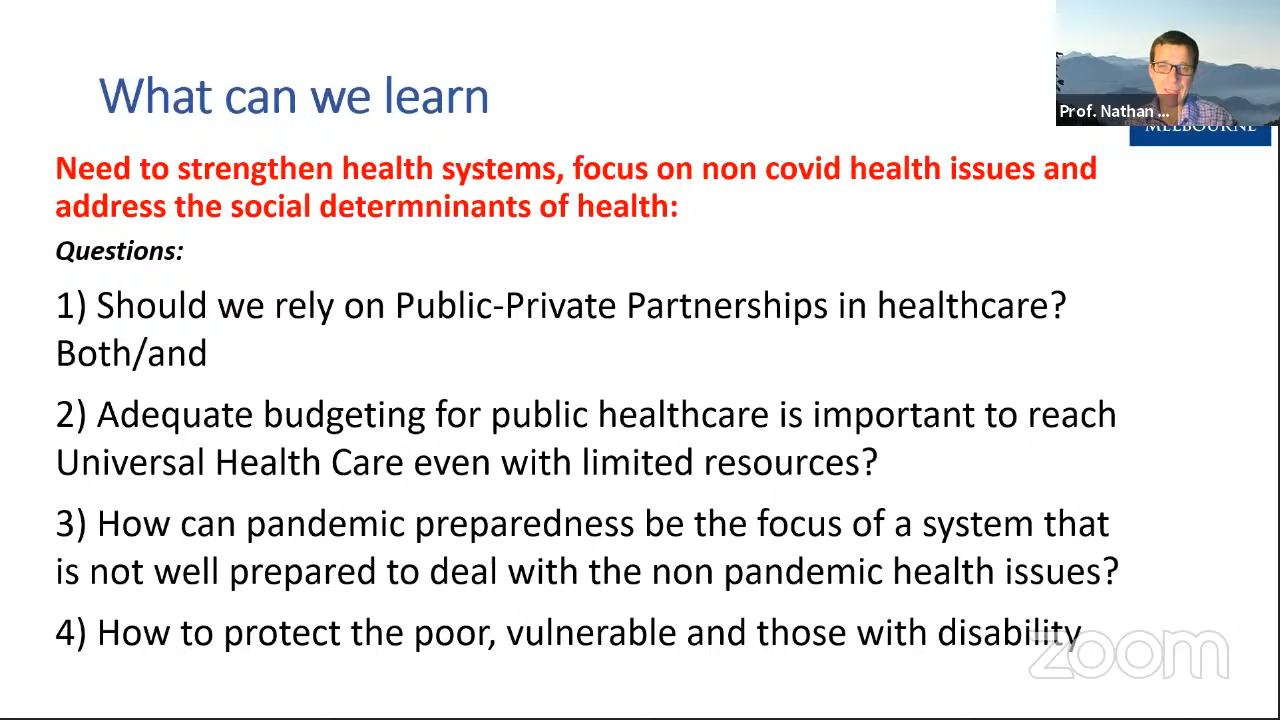 What can we learn
Prof. Nathan ...
MELBOURNE
Need to strengthen health systems, focus on non covid health issues and
address the social determninants of health:
Questions:
1) Should we rely on Public-Private Partnerships in healthcare?
Both/and
2) Adequate budgeting for public healthcare is important to reach
Universal Health Care even with limited resources?
3) How can pandemic preparedness be the focus of a system that
is not well prepared to deal with the non pandemic health issues?
4) How to protect the poor, vulnerable and those with disability
zoom